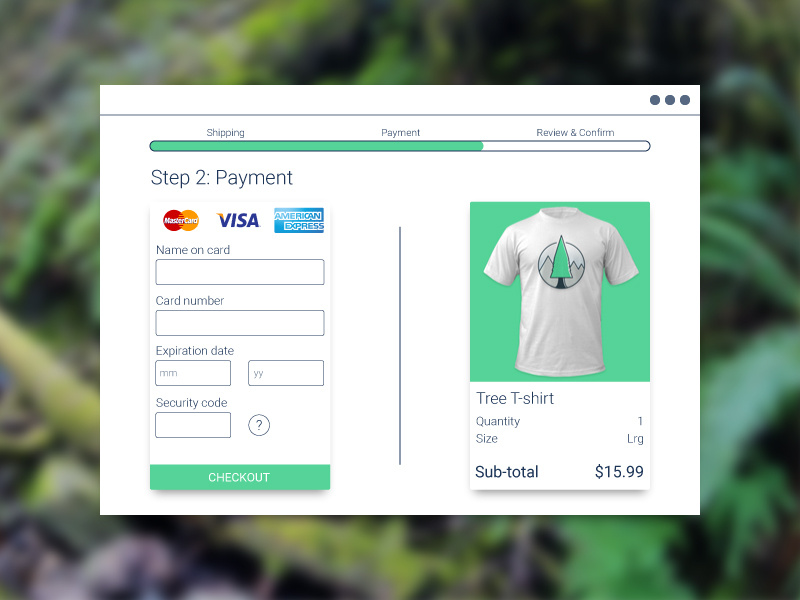 Shipping Payment Review & Confirm
Step 2: Payment
MasterCard VISA AMERICAN EXPRESS
Name on card
Card number
Expiration date
mm yy
Security code
?
CHECKOUT
Tree T-shirt
Quantity 1
Size Lrg
Sub-total $15.99